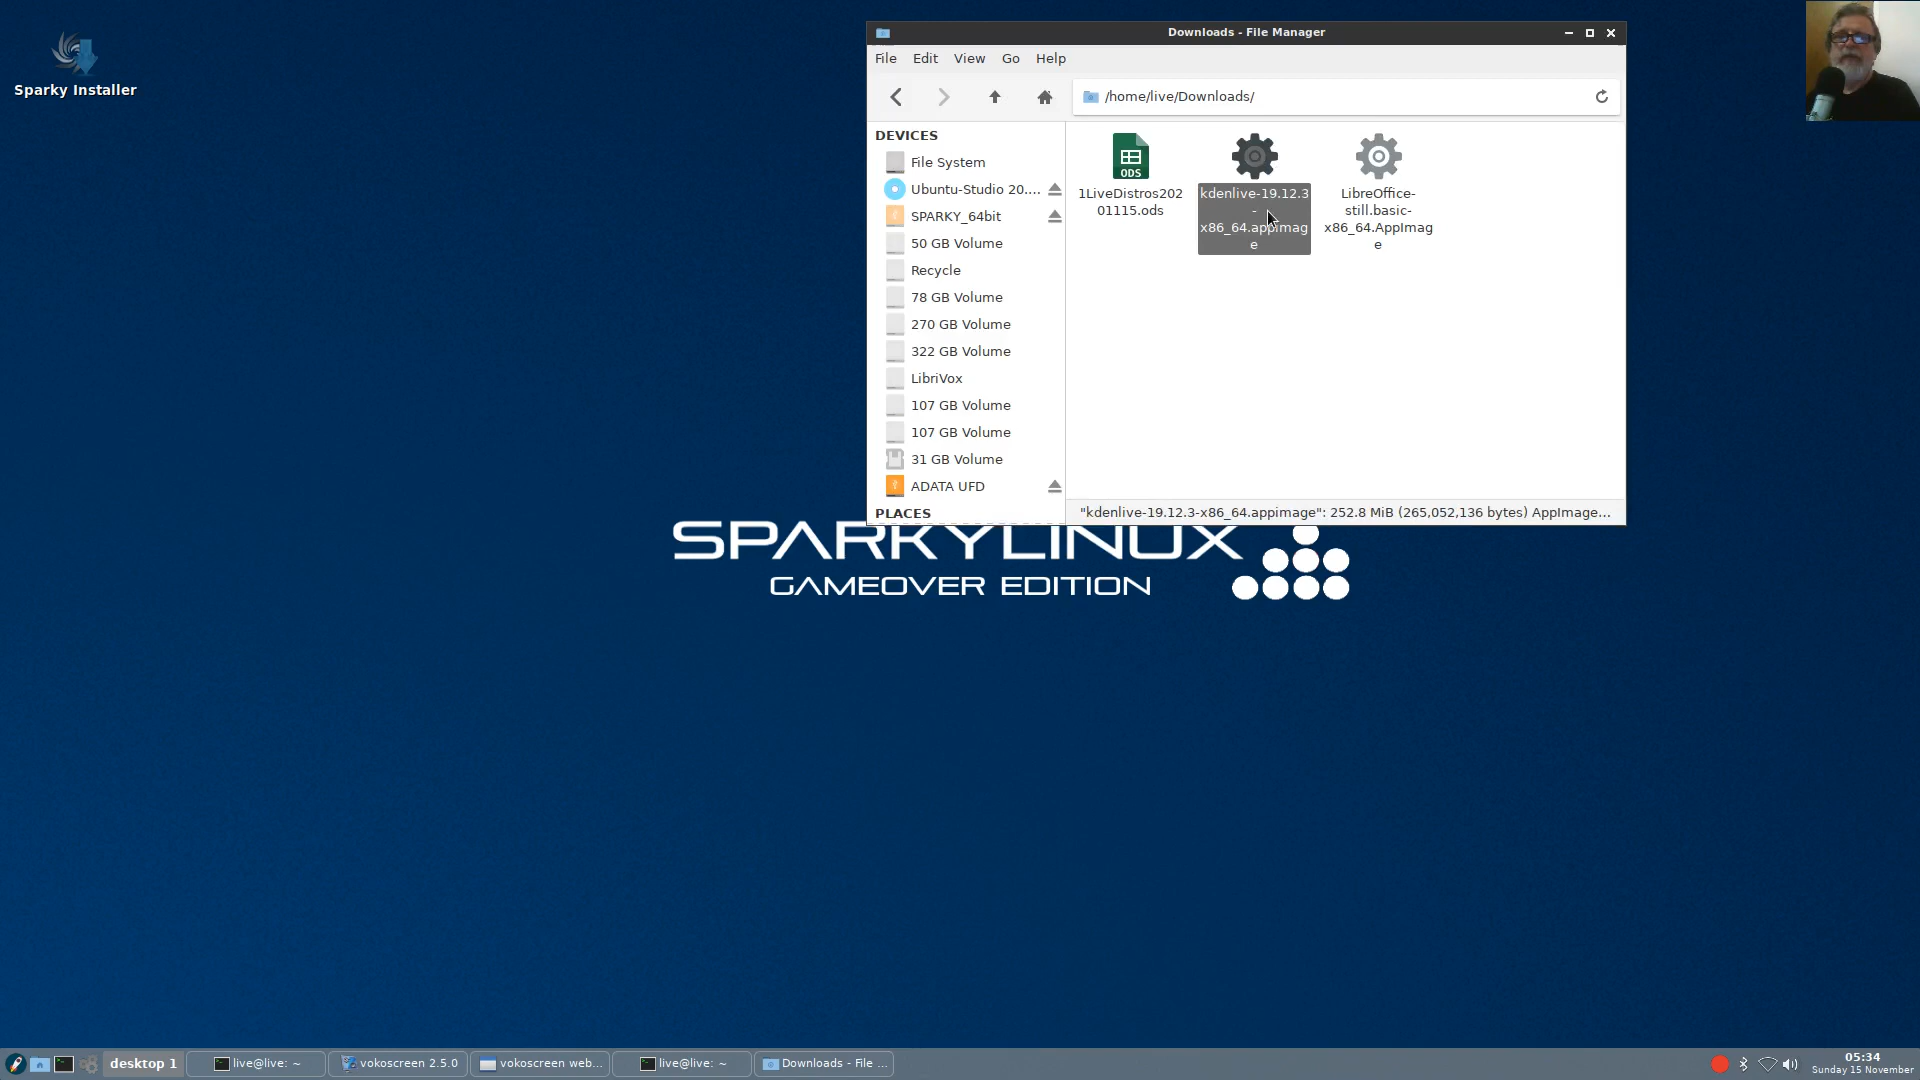 Sparky Installer
Downloads - File Manager
File Edit View Go Help
/home/live/Downloads/
DEVICES
File System
Ubuntu-Studio 20....
SPARKY_64bit
50 GB Volume
Recycle
78 GB Volume
270 GB Volume
322 GB Volume
LibriVox
107 GB Volume
107 GB Volume
31 GB Volume
ADATA UFD
PLACES
ODS
1LiveDistros202
01115.ods
kdenlive-19.12.3
-
x86_64.appimag
e
LibreOffice-
still.basic-
x86_64.AppImag
e
"kdenlive-19.12.3-x86_64.appimage": 252.8 MiB (265,052,136 bytes) AppImage...
SPARKYLINUX
GAMEOVER EDITION
desktop 1
live@live: ~
vokoscreen 2.5.0
vokoscreen web...
live@live: ~
Downloads - File ...
05:34
Sunday 15 November